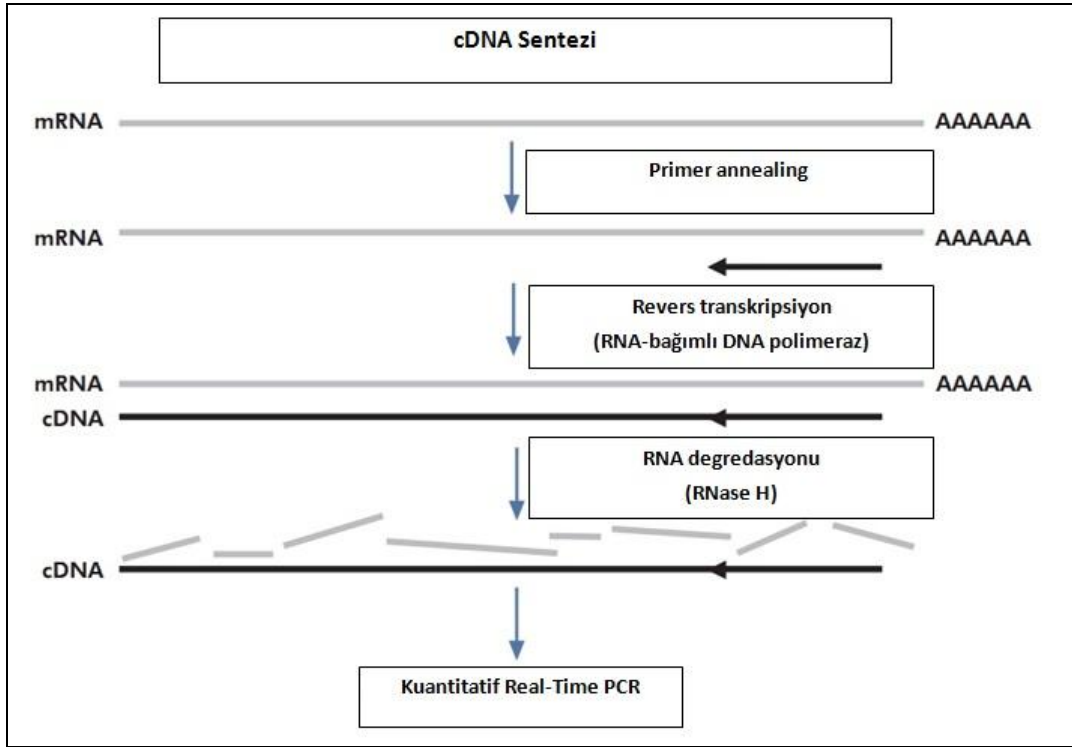 cDNA Sentezi
mRNA AAAAAA
Primer annealing
mRNA AAAAAA
Revers transkripsiyon
(RNA-bağımlı DNA polimeraz)
mRNA AAAAAA
cDNA
RNA degredasyonu
(RNase H)
cDNA
Kuantitatif Real-Time PCR